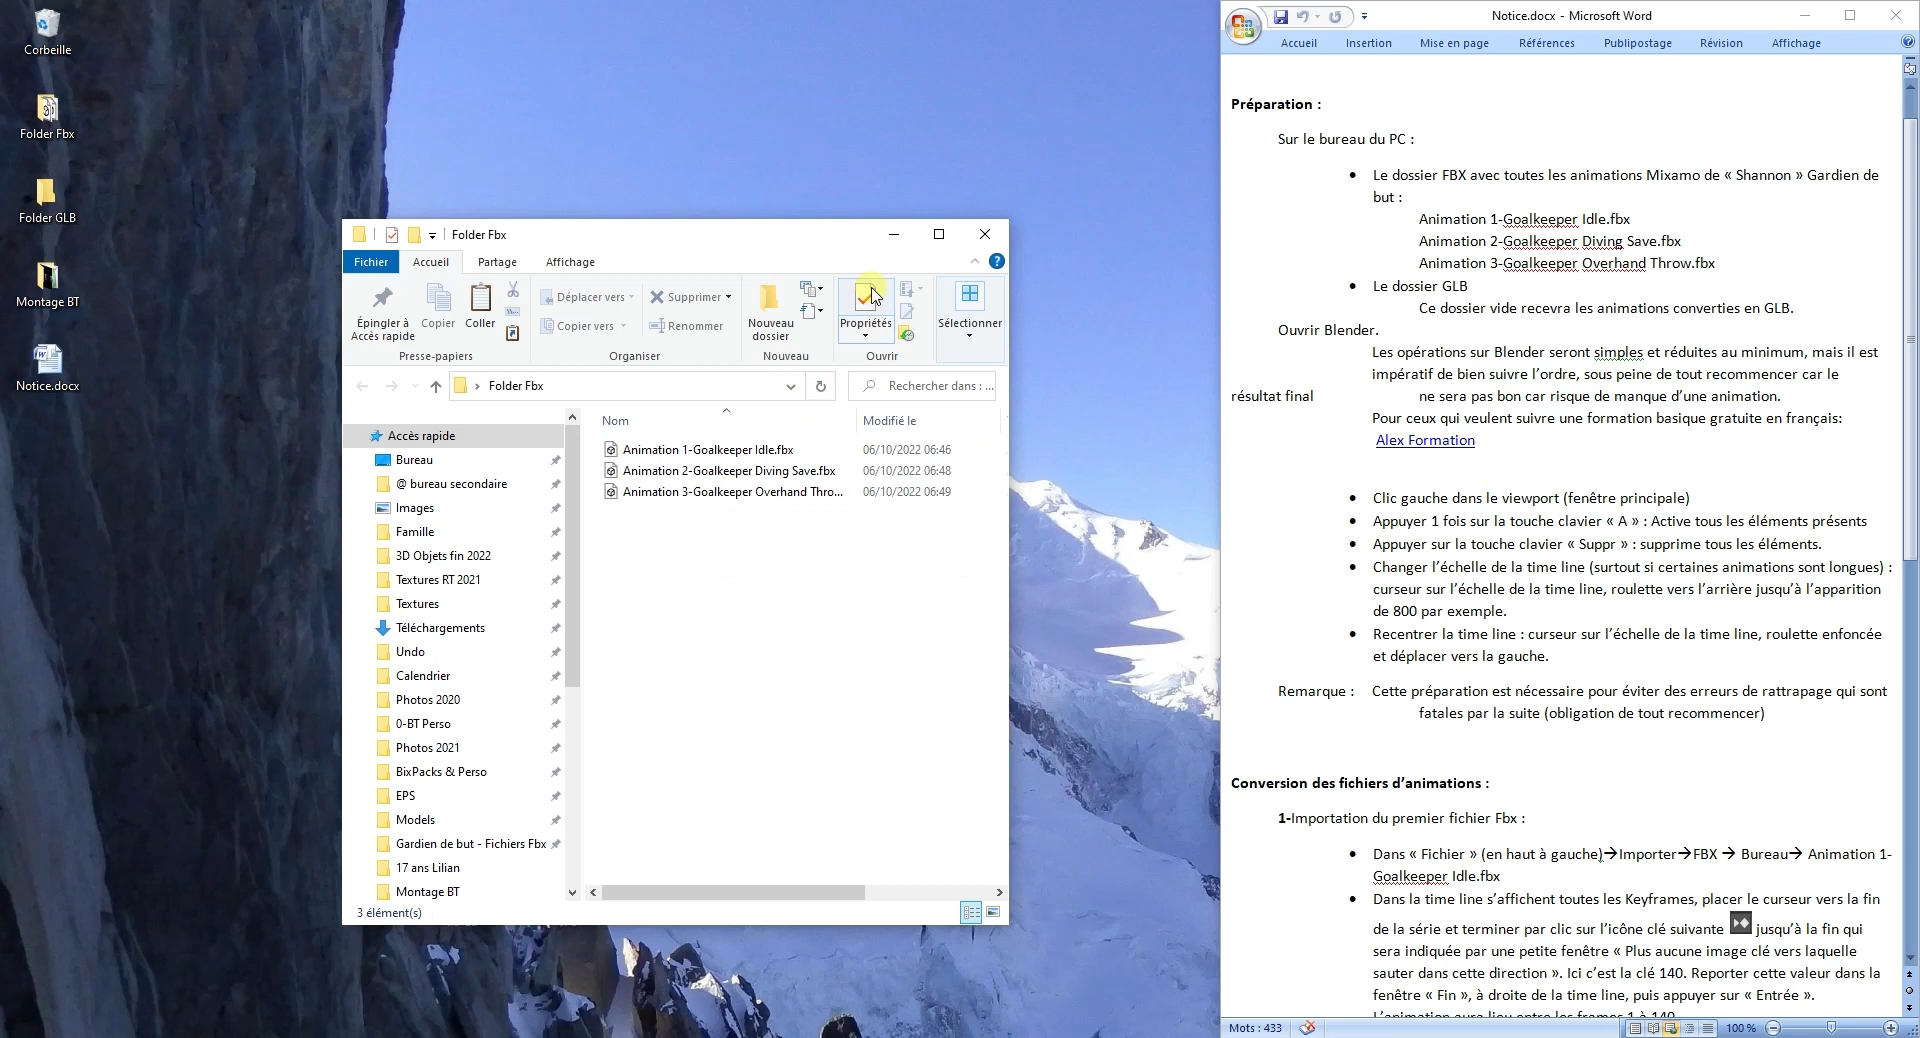 Corbeille
Folder Fbx
Folder GLB
Montage BT
Notice.docx
Folder Fbx
Fichier
Accueil
Partage
Affichage
Épingler à
Accès rapide
Copier
Coller
Presse-papiers
Déplacer vers
Copier vers
Supprimer
Renommer
Organiser
Nouveau
dossier
Nouveau
Propriétés
Ouvrir
Sélectionner
Folder Fbx
Rechercher dans : ...
Accès rapide
Bureau
@ bureau secondaire
Images
Famille
3D Objets fin 2022
Textures RT 2021
Textures
Téléchargements
Undo
Calendrier
Photos 2020
0-BT Perso
Photos 2021
BixPacks & Perso
EPS
Models
Gardien de but - Fichiers Fbx
17 ans Lilian
Montage BT
Nom
Modifié le
Animation 1-Goalkeeper Idle.fbx 06/10/2022 06:46
Animation 2-Goalkeeper Diving Save.fbx 06/10/2022 06:48
Animation 3-Goalkeeper Overhand Thro... 06/10/2022 06:49
3 élément(s)
Notice.docx - Microsoft Word
Accueil
Insertion
Mise en page
Références
Publipostage
Révision
Affichage
Préparation :
Sur le bureau du PC :
• Le dossier FBX avec toutes les animations Mixamo de « Shannon » Gardien de
but :
Animation 1-Goalkeeper Idle.fbx
Animation 2-Goalkeeper Diving Save.fbx
Animation 3-Goalkeeper Overhand Throw.fbx
• Le dossier GLB
Ce dossier vide recevra les animations converties en GLB.
Ouvrir Blender.
Les opérations sur Blender seront simples et réduites au minimum, mais il est
impératif de bien suivre l’ordre, sous peine de tout recommencer car le
résultat final ne sera pas bon car risque de manque d’une animation.
Pour ceux qui veulent suivre une formation basique gratuite en français:
Alex Formation
• Clic gauche dans le viewport (fenêtre principale)
• Appuyer 1 fois sur la touche clavier « A » : Active tous les éléments présents
• Appuyer sur la touche clavier « Suppr » : supprime tous les éléments.
• Changer l’échelle de la time line (surtout si certaines animations sont longues) :
curseur sur l’échelle de la time line, roulette vers l’arrière jusqu’à l’apparition
de 800 par exemple.
• Recentrer la time line : curseur sur l’échelle de la time line, roulette enfoncée
et déplacer vers la gauche.
Remarque : Cette préparation est nécessaire pour éviter des erreurs de rattrapage qui sont
fatales par la suite (obligation de tout recommencer)
Conversion des fichiers d’animations :
1-Importation du premier fichier Fbx :
• Dans « Fichier » (en haut à gauche)→Importer→FBX → Bureau→ Animation 1-
Goalkeeper Idle.fbx
• Dans la time line s’affichent toutes les Keyframes, placer le curseur vers la fin
de la série et terminer par clic sur l’icône clé suivante jusqu’à la fin qui
sera indiquée par une petite fenêtre « Plus aucune image clé vers laquelle
sauter dans cette direction ». Ici c’est la clé 140. Reporter cette valeur dans la
fenêtre « Fin », à droite de la time line, puis appuyer sur « Entrée ».
L’animation aura lieu entre les frames 1 à 140
Mots : 433
100 %